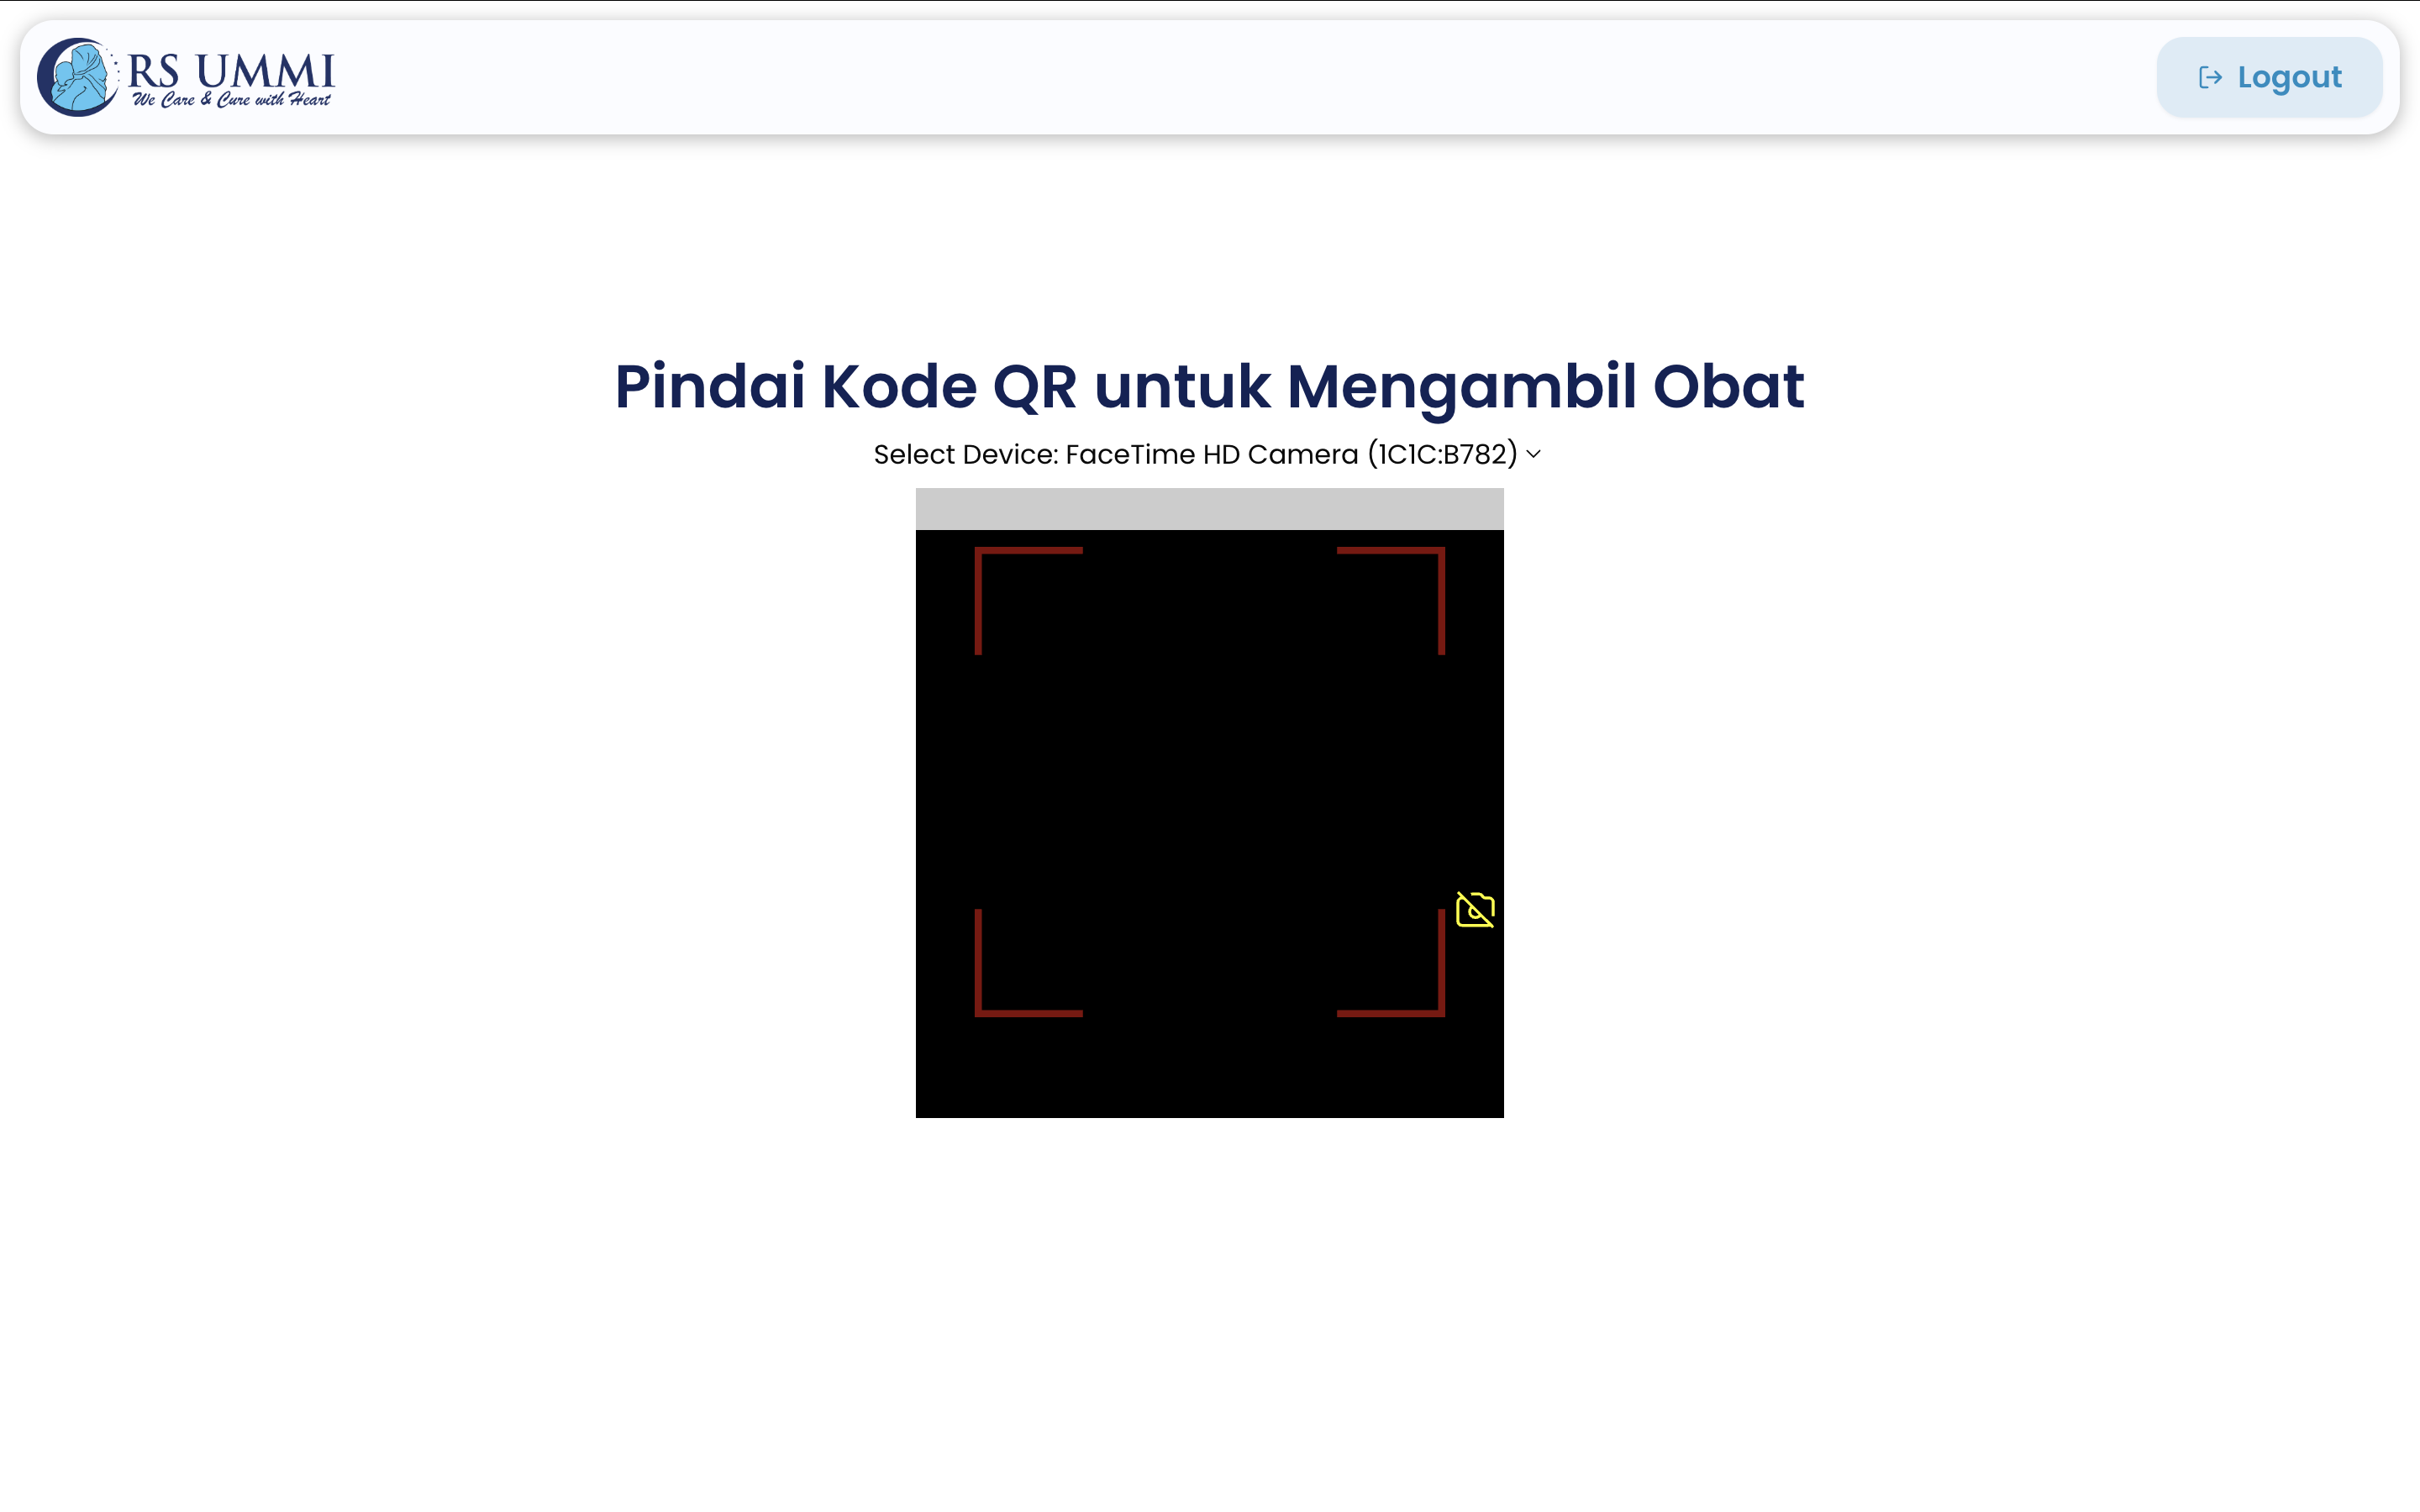 RS UMMI
We Care & Cure with Heart
Logout
Pindai Kode QR untuk Mengambil Obat
Select Device: FaceTime HD Camera (1C1C:B782)